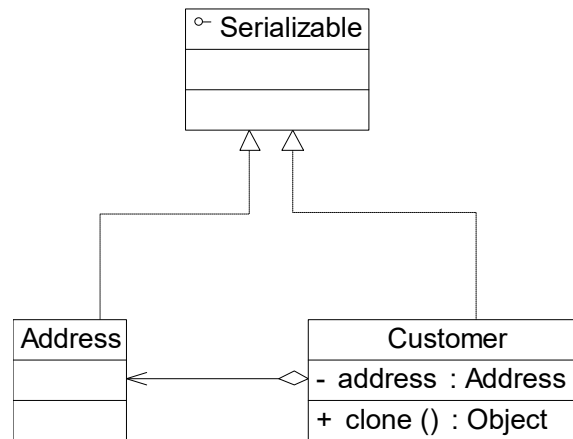 Serializable
Address
Customer
- address : Address
+ clone () : Object